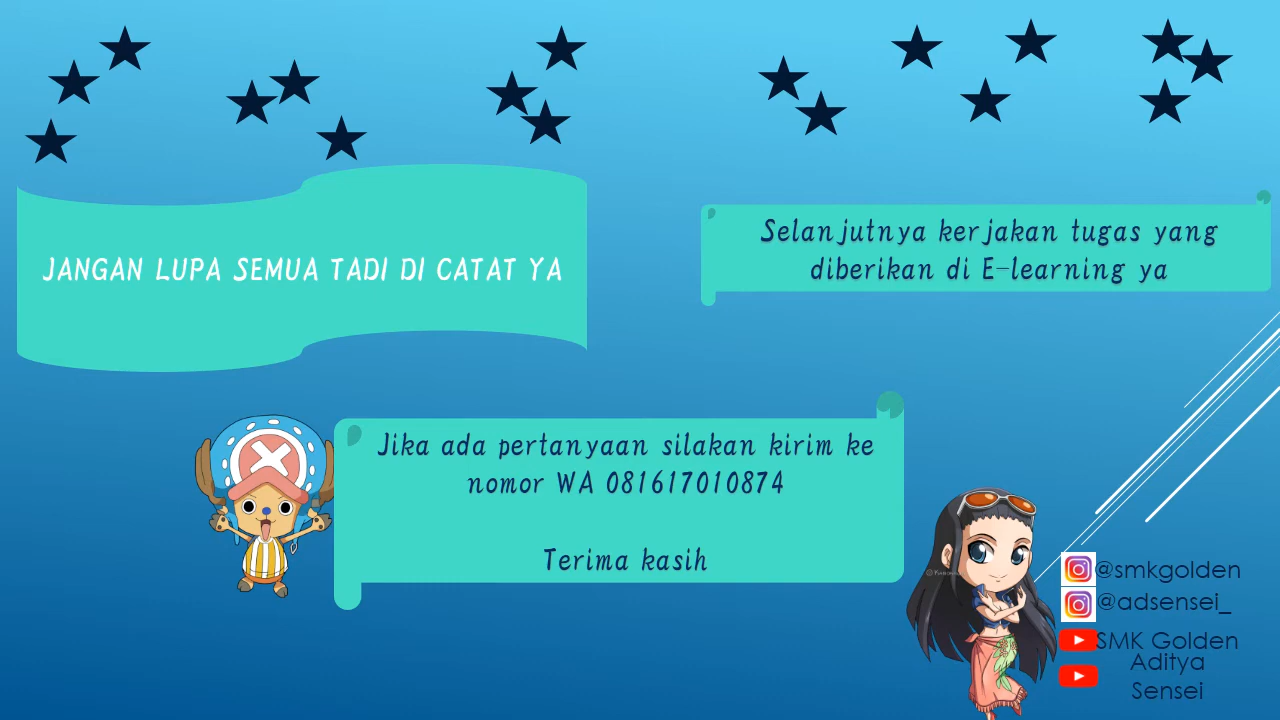 JANGAN LUPA SEMUA TADI DI CATAT YA
Selanjutnya kerjakan tugas yang
diberikan di E-learning ya
Jika ada pertanyaan silakan kirim ke
nomor WA 081617010874
Terima kasih
@smkgolden
@adsensei_
SMK Golden
Aditya
Sensei